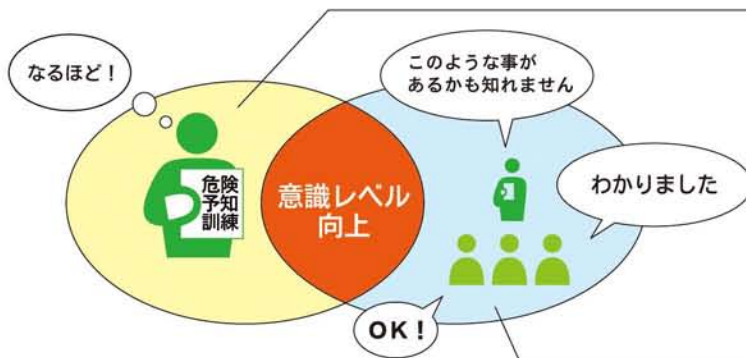 なるほど！
危険
予知
訓練
意識レベル
向上
このような事が
あるかも知れません
わかりました
OK！